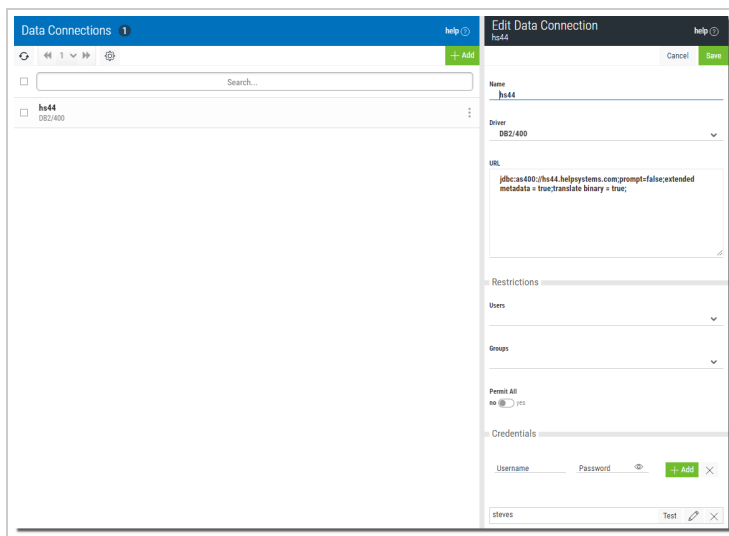 Data Connections 1
help ?
1
+ Add
Search...
hs44
DB2/400
Edit Data Connection
hs44
help ?
Cancel
Save
Name
hs44
Driver
DB2/400
URL
jdbc:as400://hs44.helpsystems.com;prompt=false;extended
metadata = true;translate binary = true;
Restrictions
Users
Groups
Permit All
no yes
Credentials
Username
Password
+ Add
steves
Test